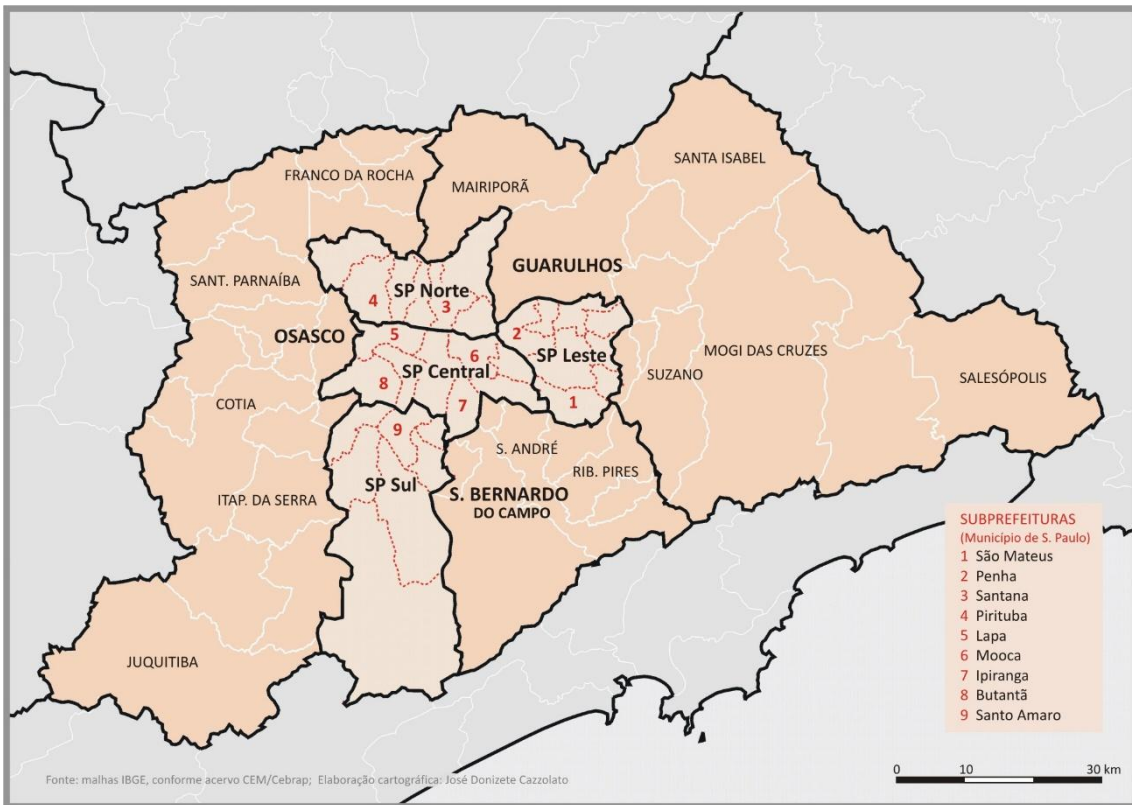 SANTA ISABEL
FRANCO DA ROCHA
MAIRIPORÃ
GUARULHOS
SANT. PARNAÍBA
SP Norte
4
3
OSASCO
5
2
6
SP Leste
MOGI DAS CRUZES
SP Central
SUZANO
SALESÓPOLIS
8
COTIA
7
1
9
S. ANDRÉ
RIB. PIRES
SP Sul
ITAP. DA SERRA
S. BERNARDO
DO CAMPO
JUQUITIBA
SUBPREFEITURAS
(Município de S. Paulo)
1 São Mateus
2 Penha
3 Santana
4 Pirituba
5 Lapa
6 Mooca
7 Ipiranga
8 Butantã
9 Santo Amaro
Fonte: malhas IBGE, conforme acervo CEM/Cebrap; Elaboração cartográfica: José Donizete Cazzolato
0 10 30 km